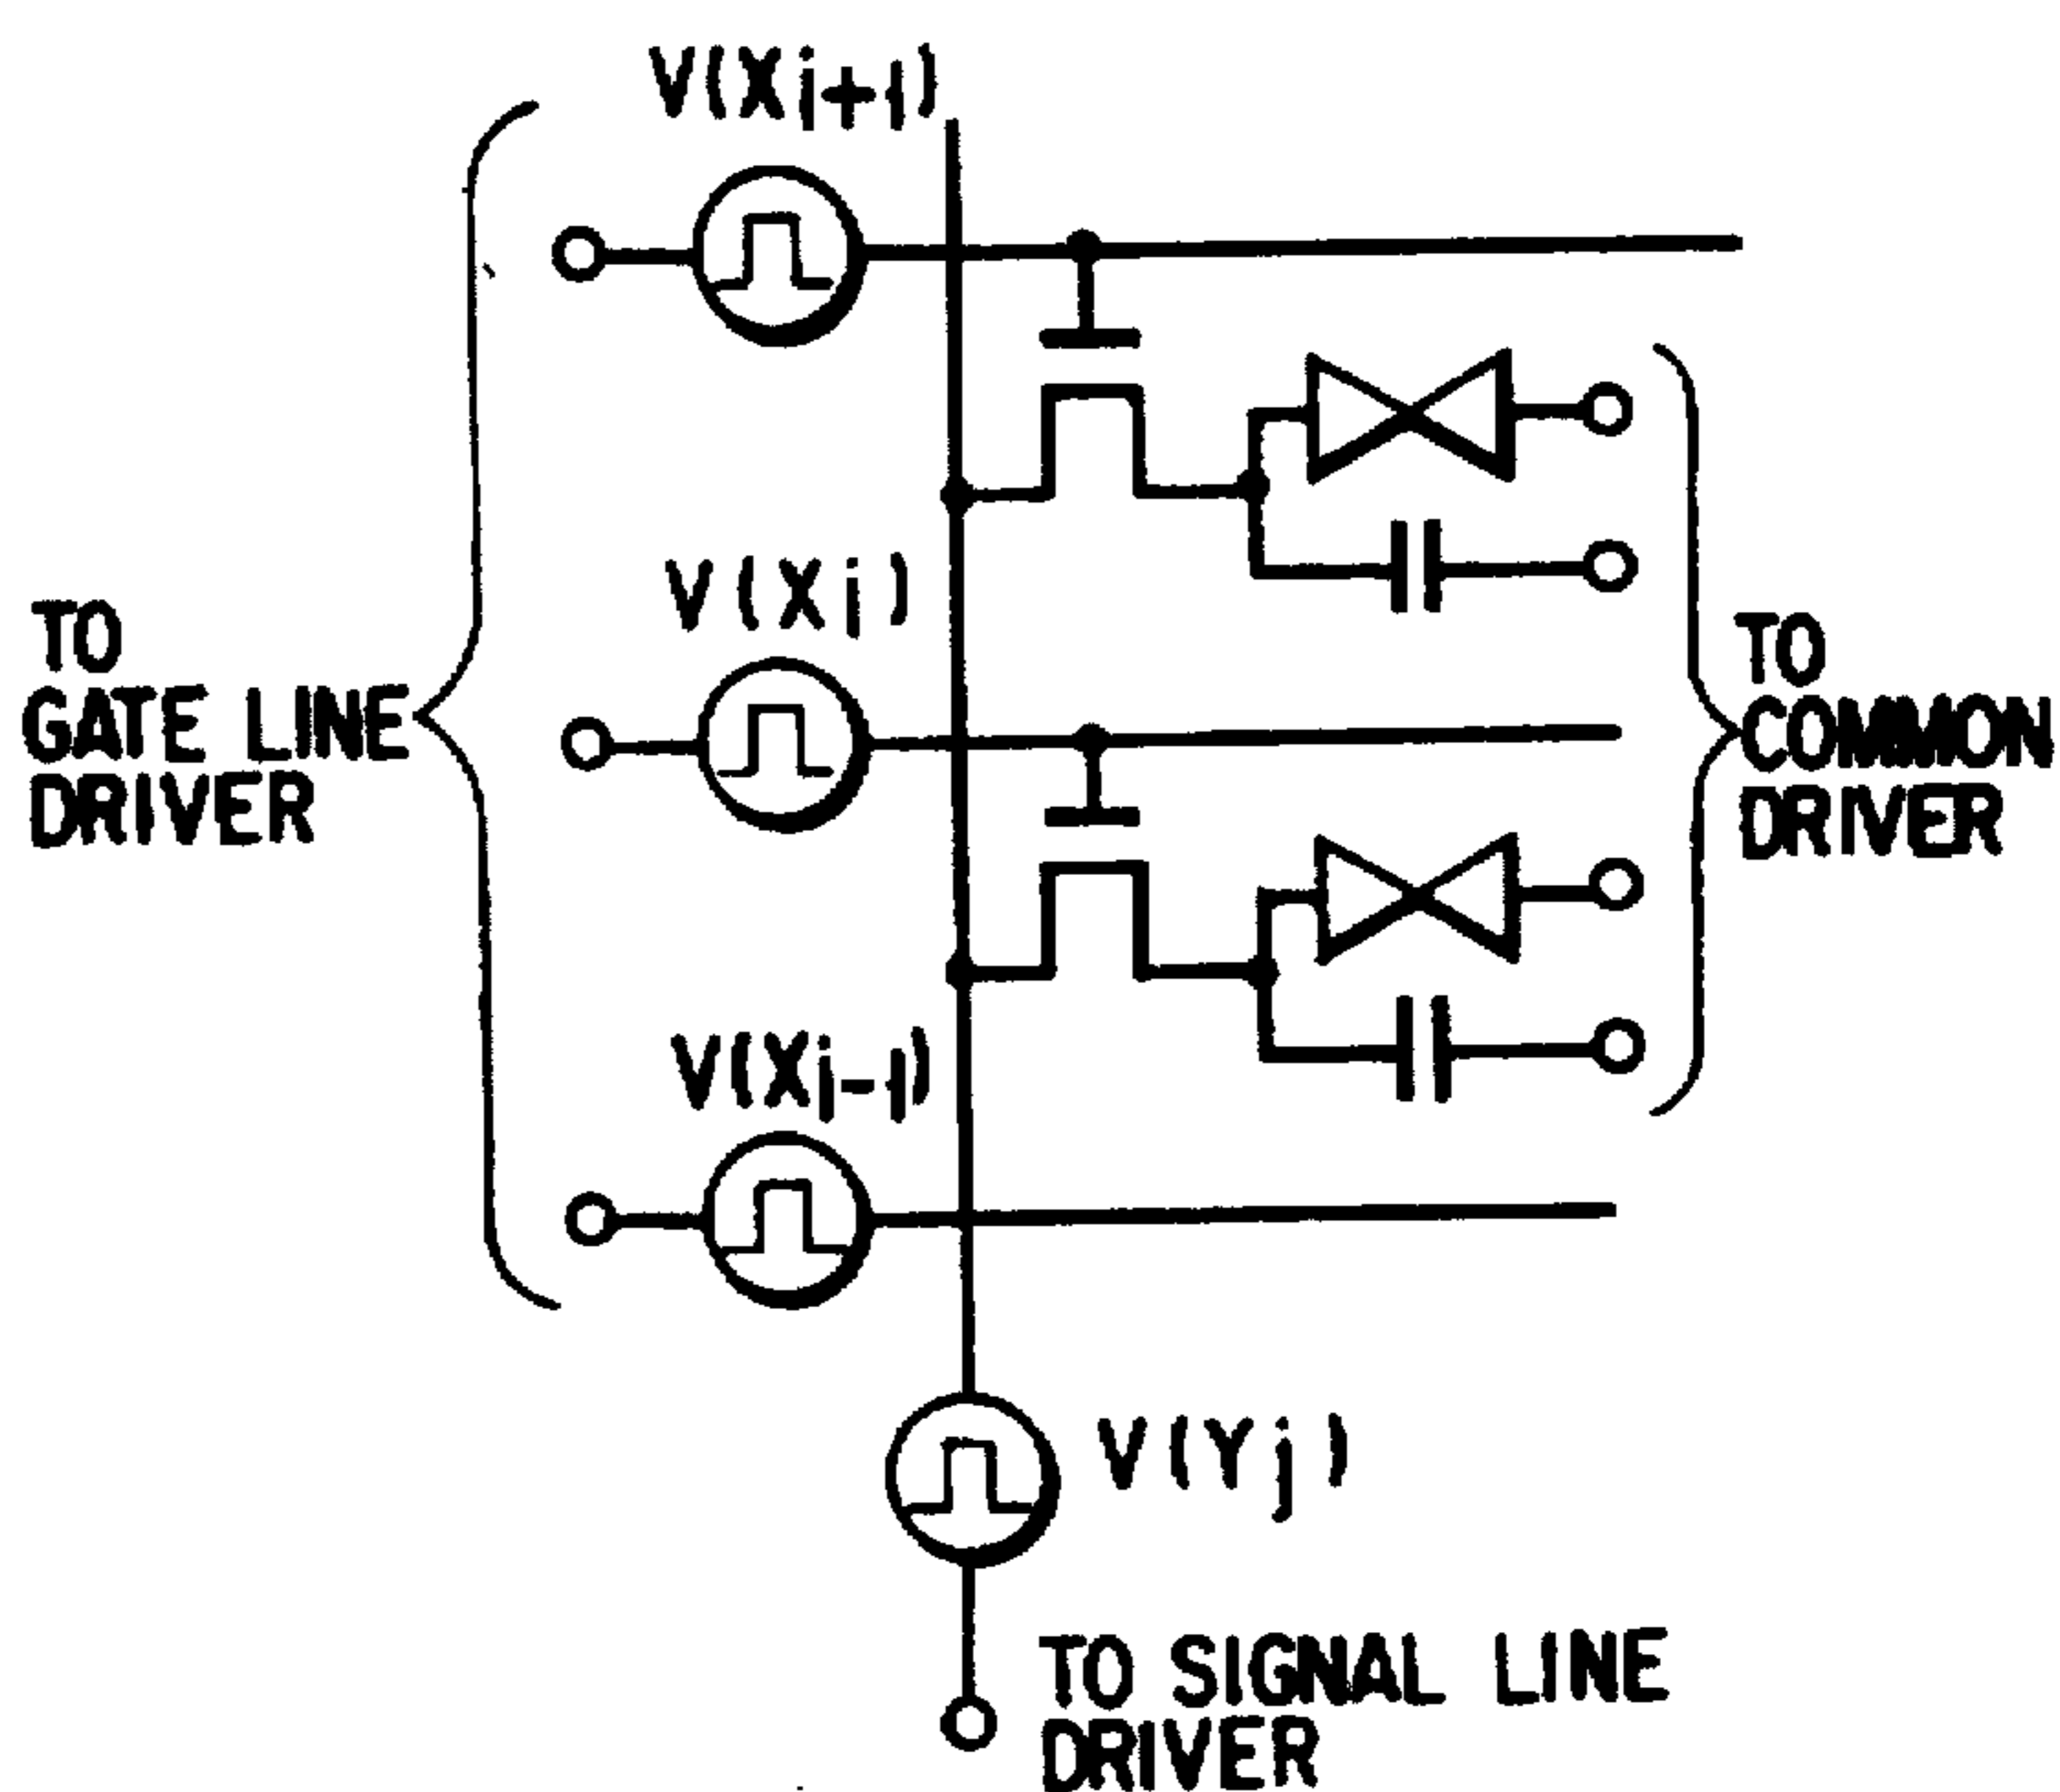 V(Xi+1)
V(Xi)
TO
GATE LINE
DRIVER
TO
COMMON
DRIVER
V(Xi-1)
V(Yj)
TO SIGNAL LINE
DRIVER